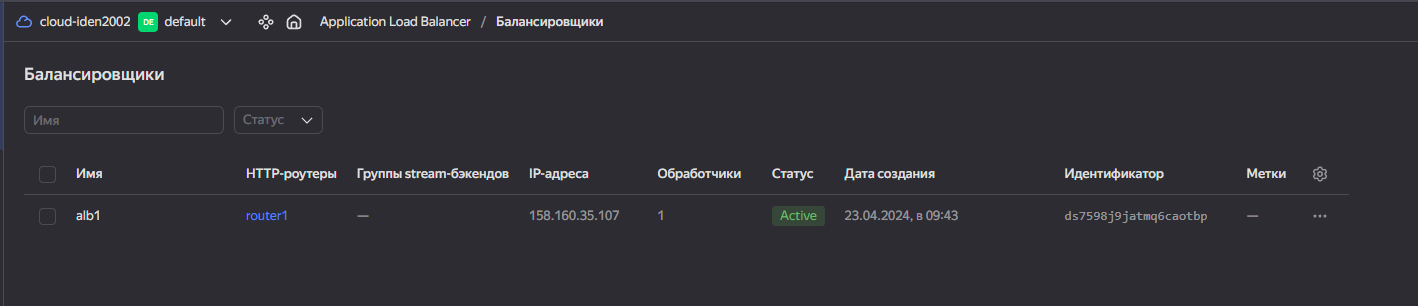 cloud-iden2002 DE default Application Load Balancer / Балансировщики
Балансировщики
Имя Статус
Имя HTTP-роутеры Группы stream-бэкендов IP-адреса Обработчики Статус Дата создания Идентификатор Метки
alb1 router1 — 158.160.35.107 1 Active 23.04.2024, в 09:43 ds7598j9jatmq6caotbp —